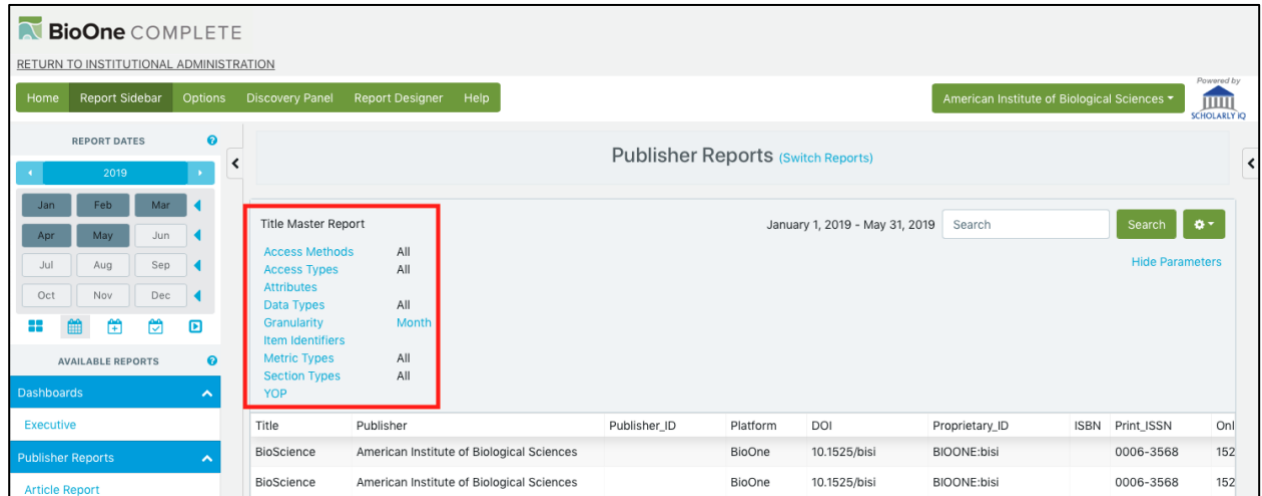 BioOne COMPLETE
RETURN TO INSTITUTIONAL ADMINISTRATION
Home Report Sidebar Options Discovery Panel Report Designer Help American Institute of Biological Sciences
Powered by
SCHOLARLY iQ
REPORT DATES ?
2019
Jan Feb Mar
Apr May Jun
Jul Aug Sep
Oct Nov Dec
AVAILABLE REPORTS ?
Dashboards
Executive
Publisher Reports
Article Report
Publisher Reports (Switch Reports)
Title Master Report January 1, 2019 - May 31, 2019 Search Search
Hide Parameters
Access Methods All
Access Types All
Attributes
Data Types All
Granularity Month
Item Identifiers
Metric Types All
Section Types All
YOP
Title Publisher Publisher_ID Platform DOI Proprietary_ID ISBN Print_ISSN Onl
BioScience American Institute of Biological Sciences BioOne 10.1525/bisi BIOONE:bisi 0006-3568 152
BioScience American Institute of Biological Sciences BioOne 10.1525/bisi BIOONE:bisi 0006-3568 152